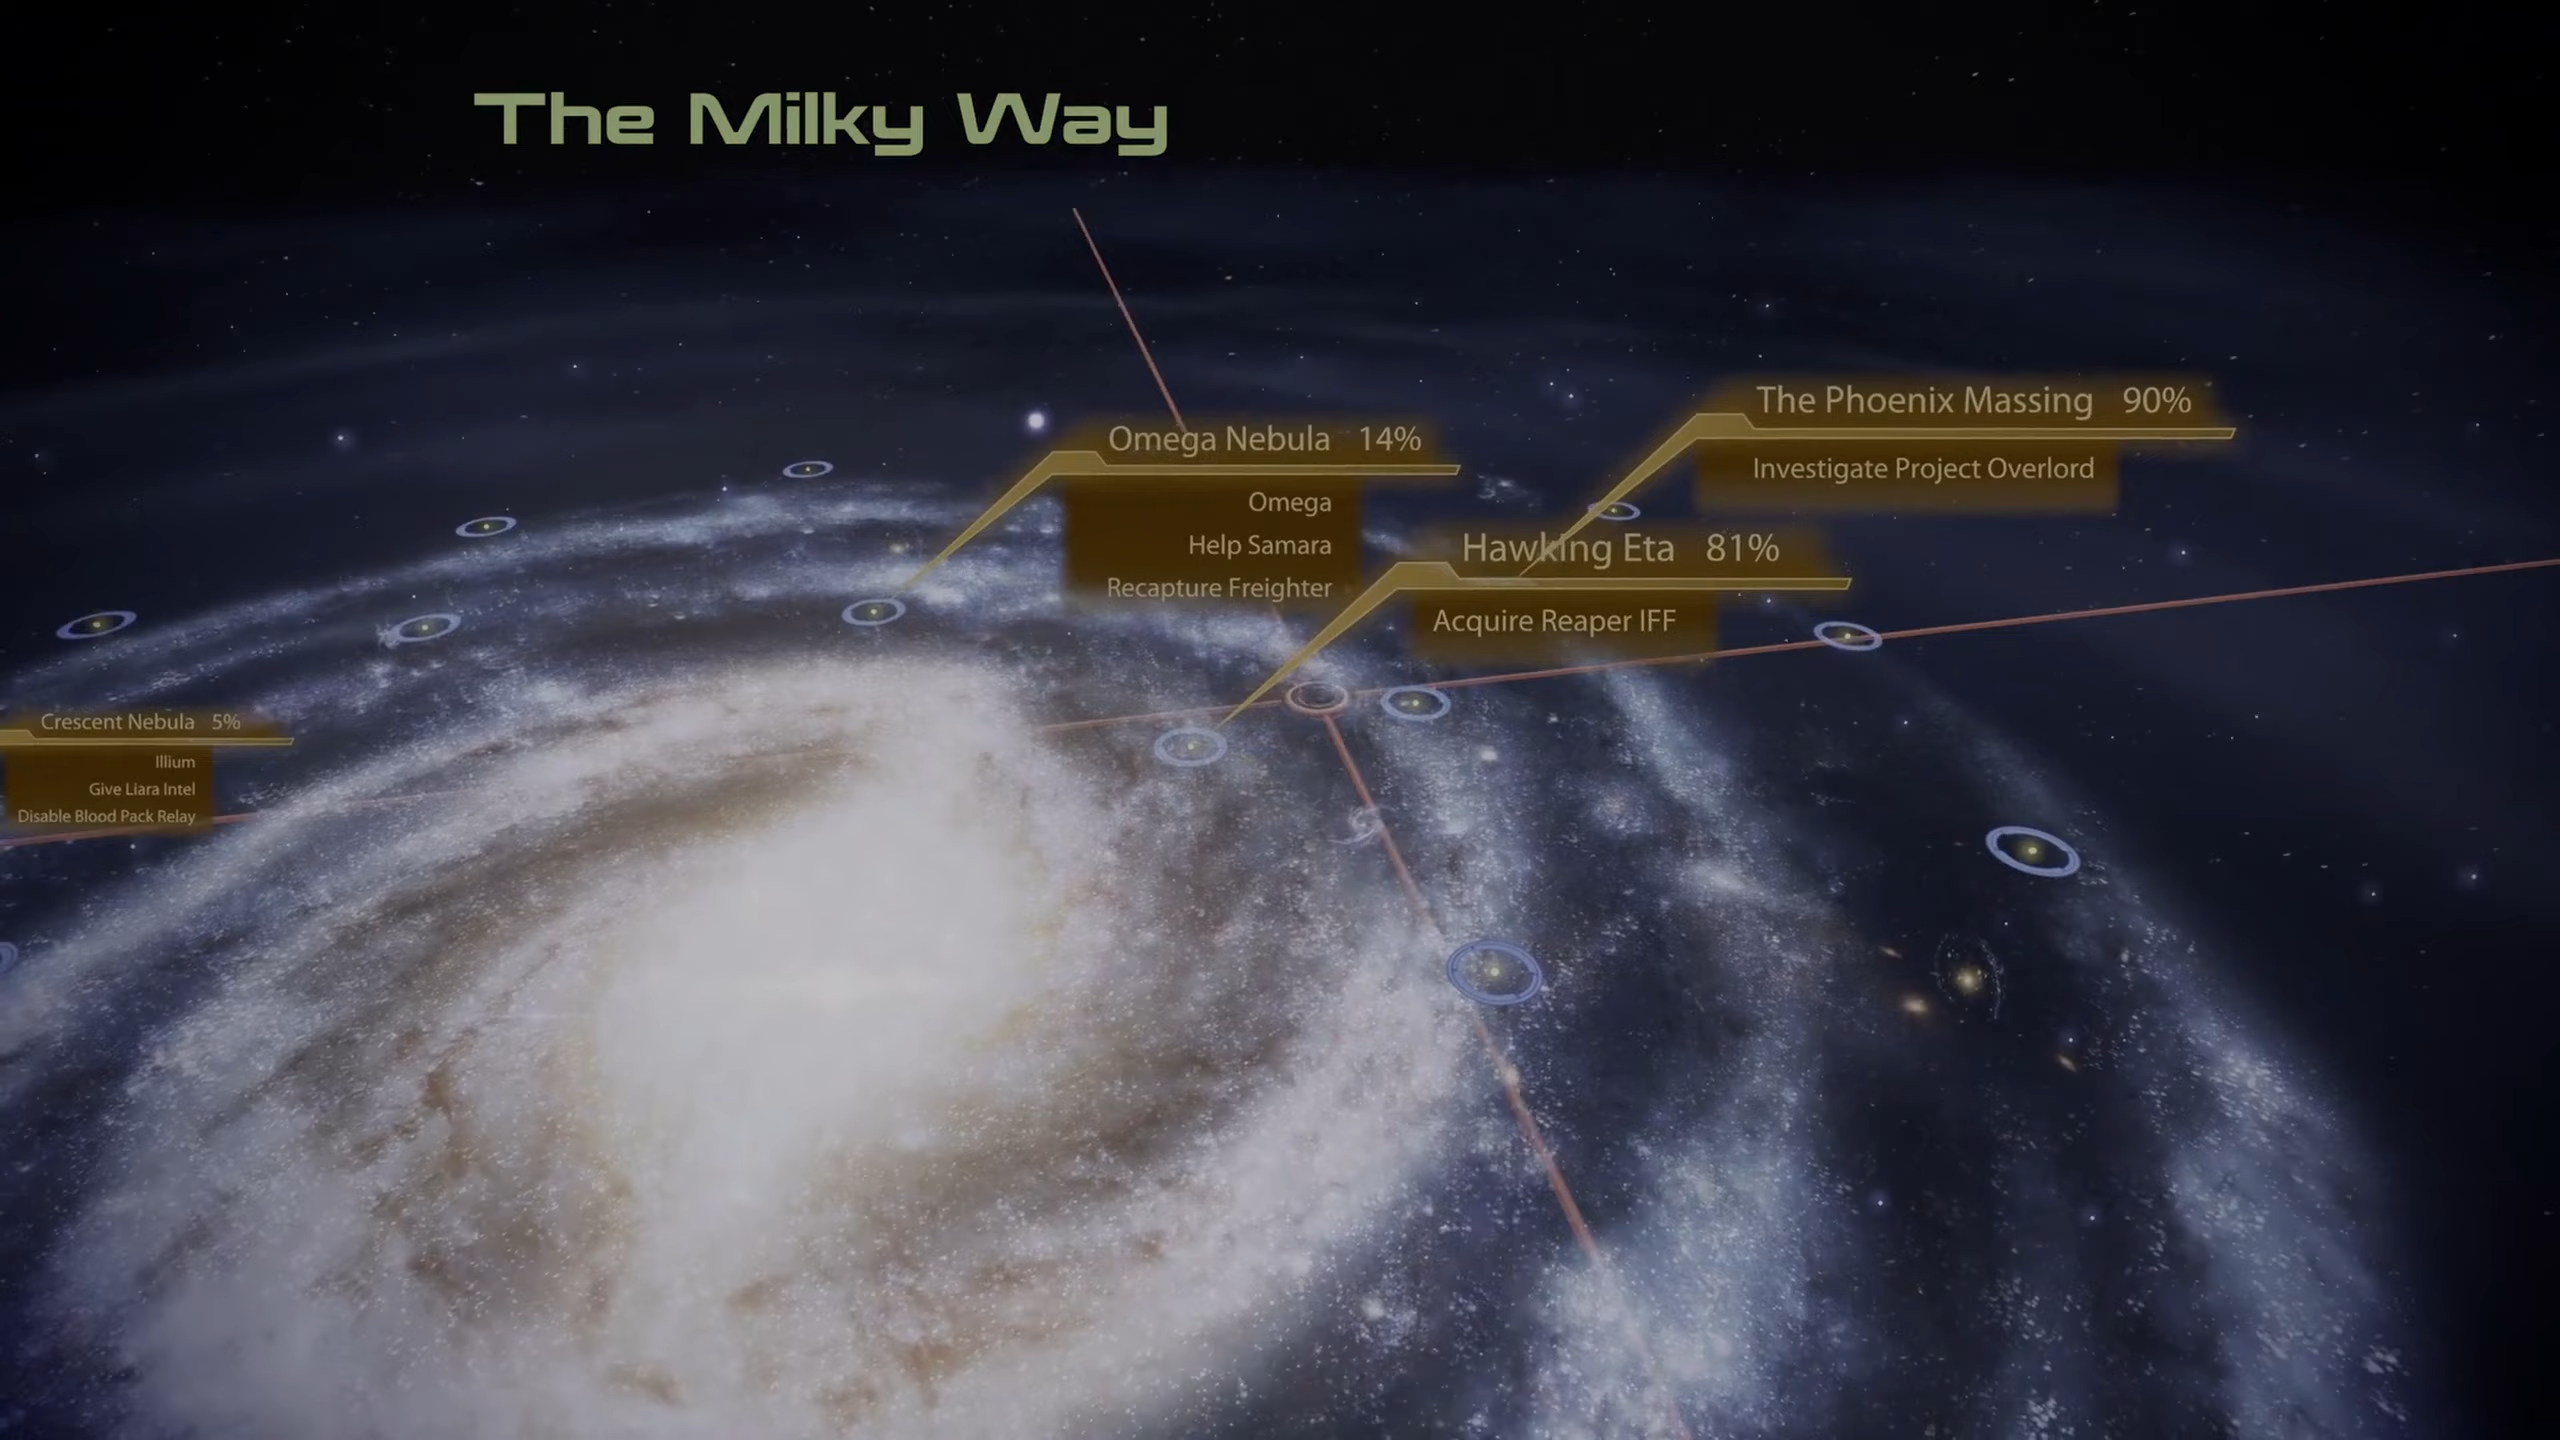 The Milky Way
The Phoenix Massing 90%
Investigate Project Overlord
Omega Nebula 14%
Omega
Help Samara
Recapture Freighter
Hawking Eta 81%
Acquire Reaper IFF
Crescent Nebula 5%
Illium
Give Liara Intel
Disable Blood Pack Relay